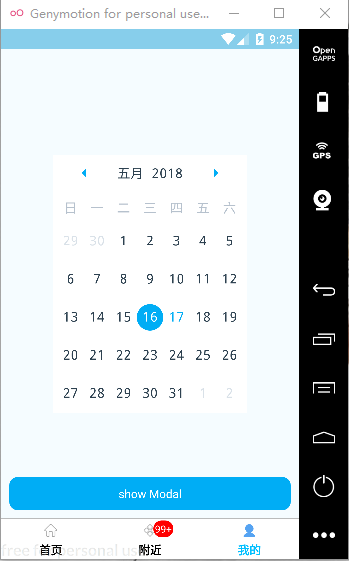 Genymotion for personal use...
9:25
Open
GAPPS
GPS
五月 2018
日 一 二 三 四 五 六
29 30 1 2 3 4 5
6 7 8 9 10 11 12
13 14 15 16 17 18 19
20 21 22 23 24 25 26
27 28 29 30 31 1 2
show Modal
99+
首页 附近 我的
free for personal us